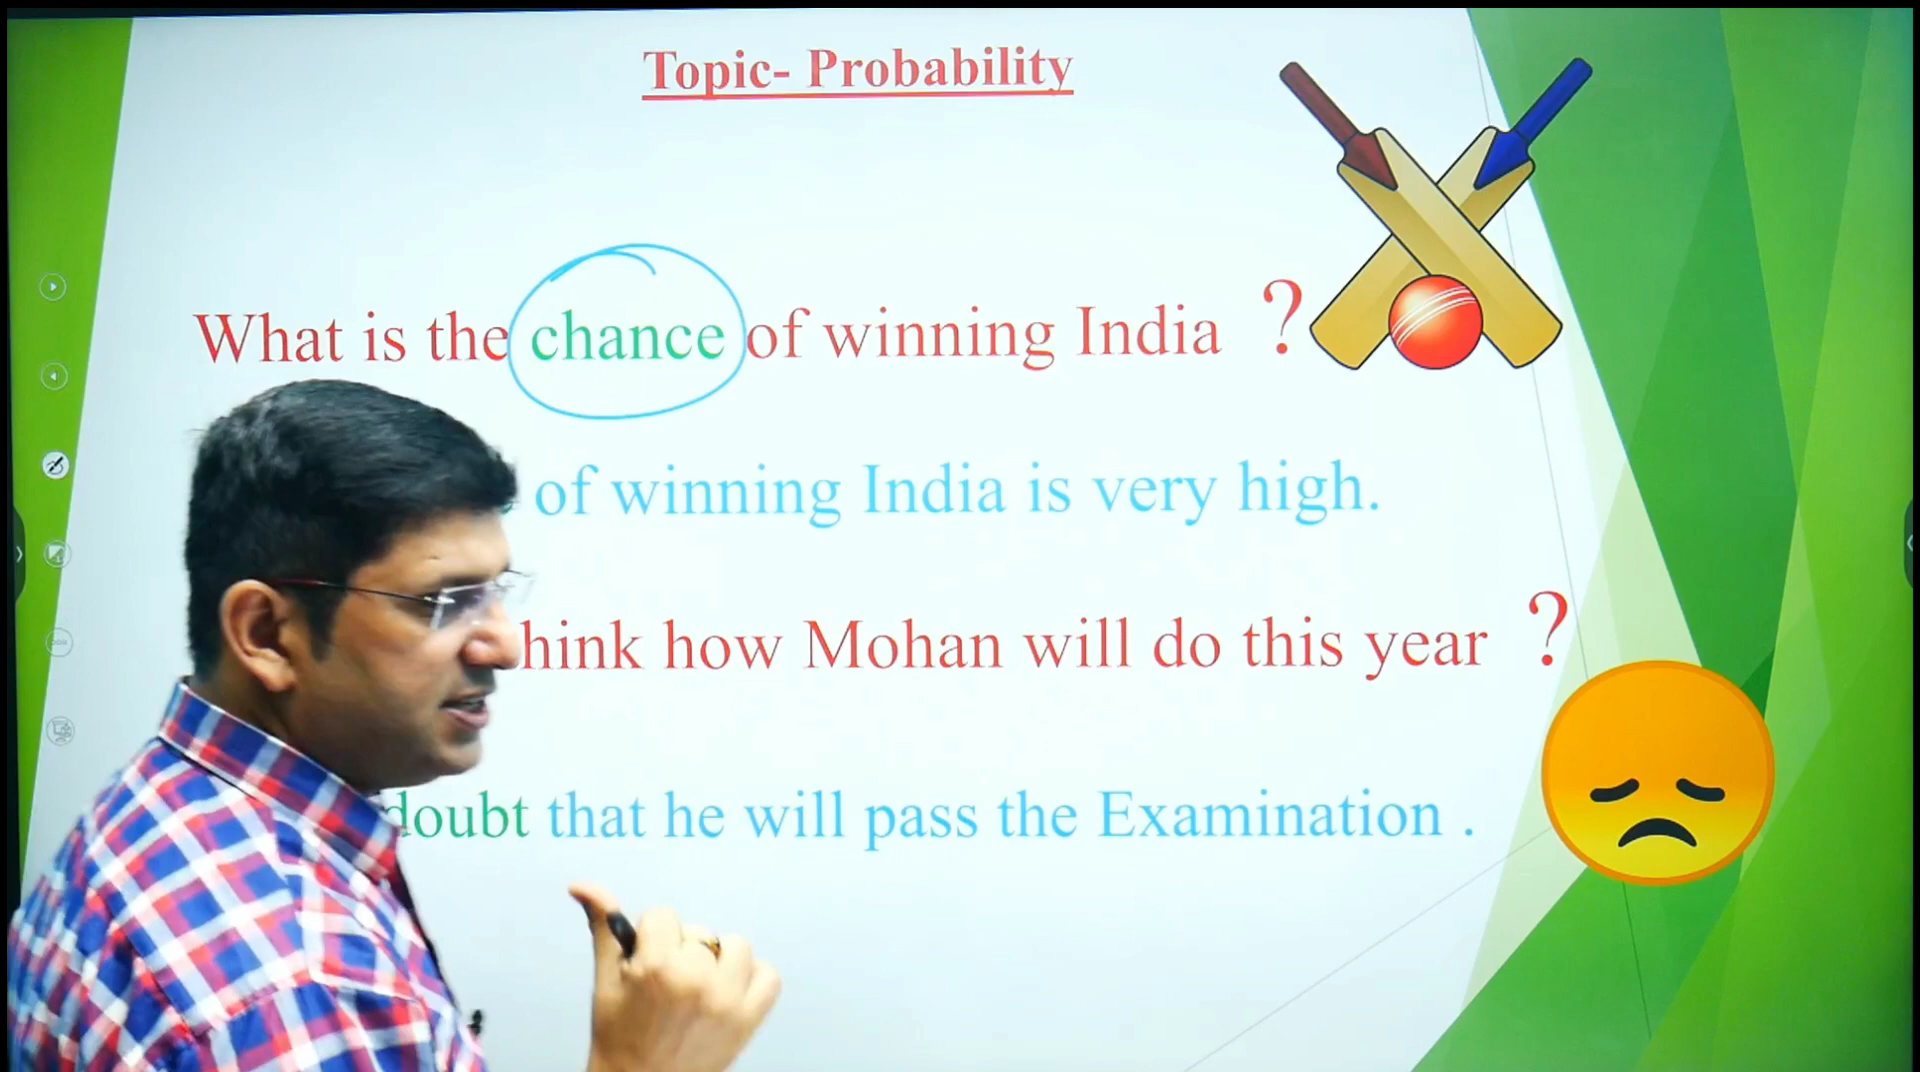 Topic- Probability
What is the chance of winning India ?
of winning India is very high.
hink how Mohan will do this year ?
doubt that he will pass the Examination .